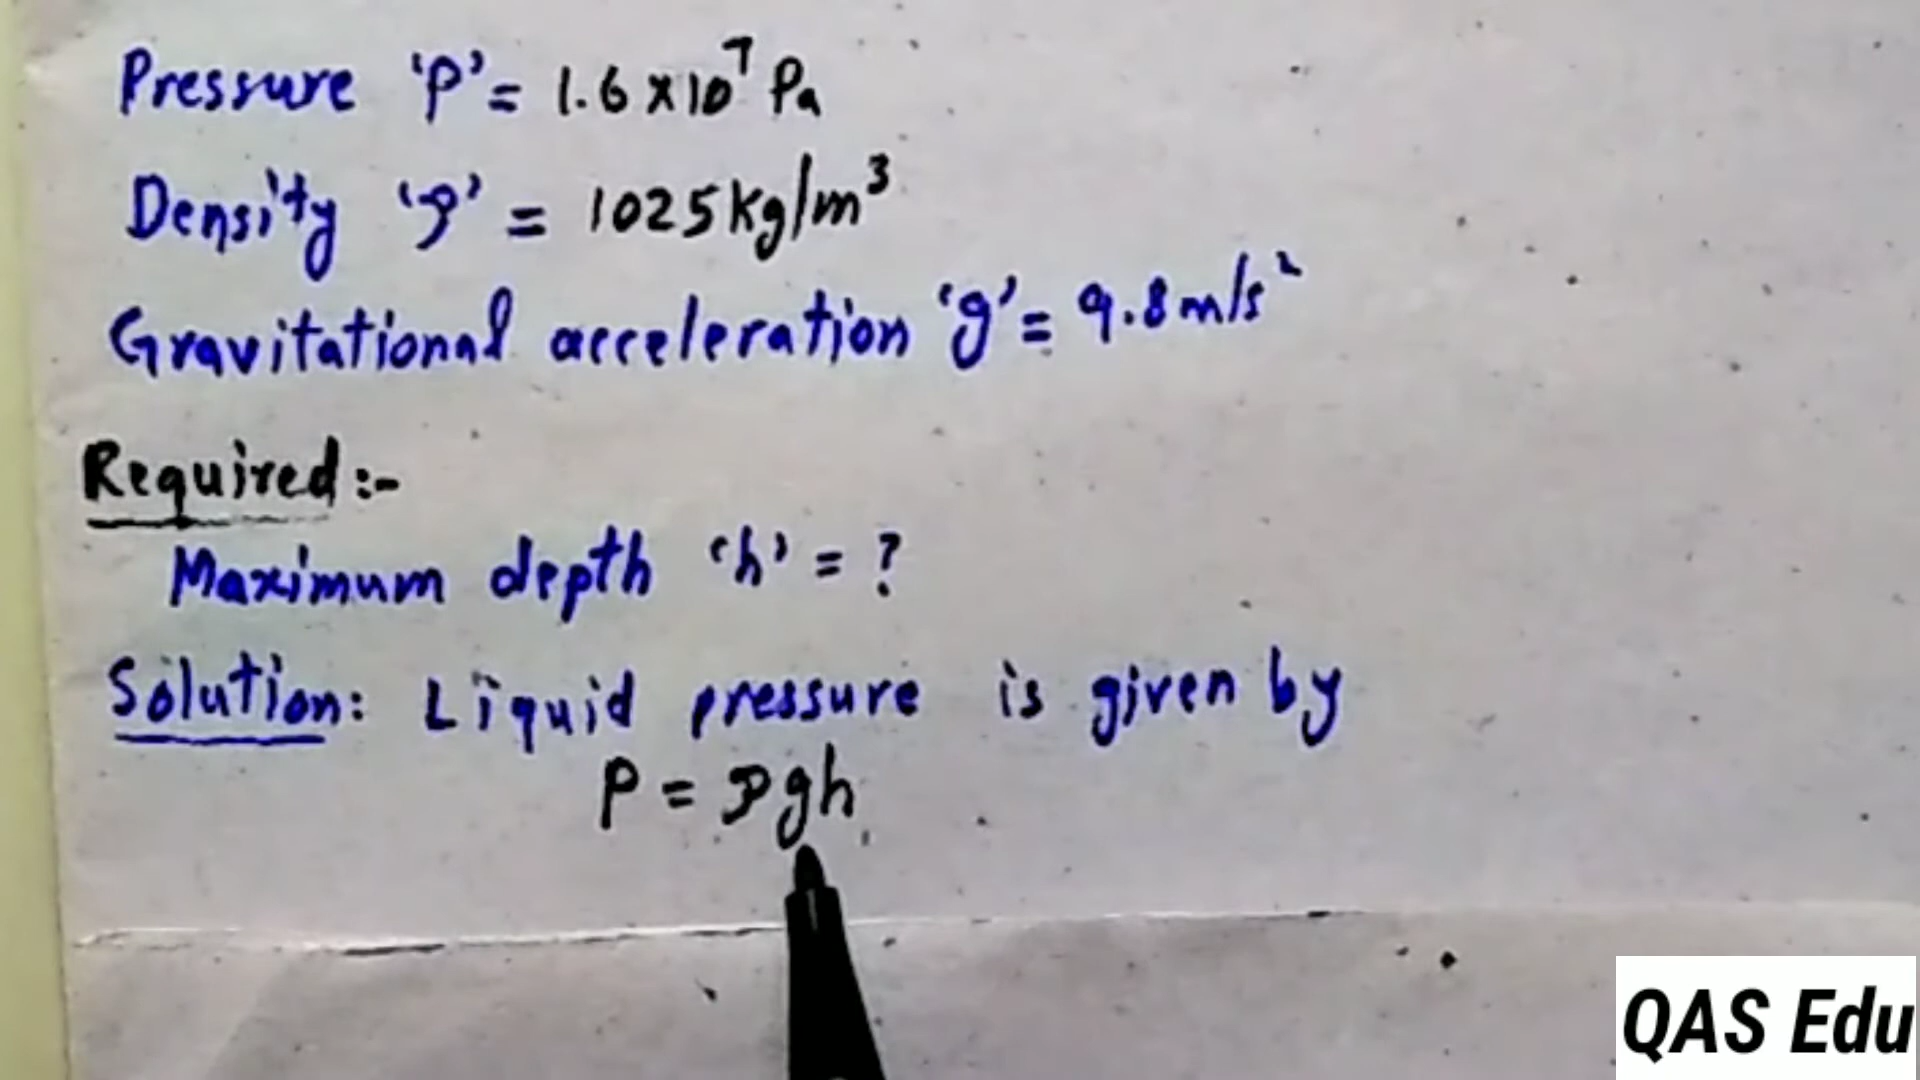 Pressure 'P' = 1.6 × 10⁷ Pa
Density 'ρ' = 1025 kg/m³
Gravitational acceleration 'g' = 9.8 m/s²
Required :-
Maximum depth 'h' = ?
Solution: Liquid pressure is given by
P = ρgh
QAS Edu